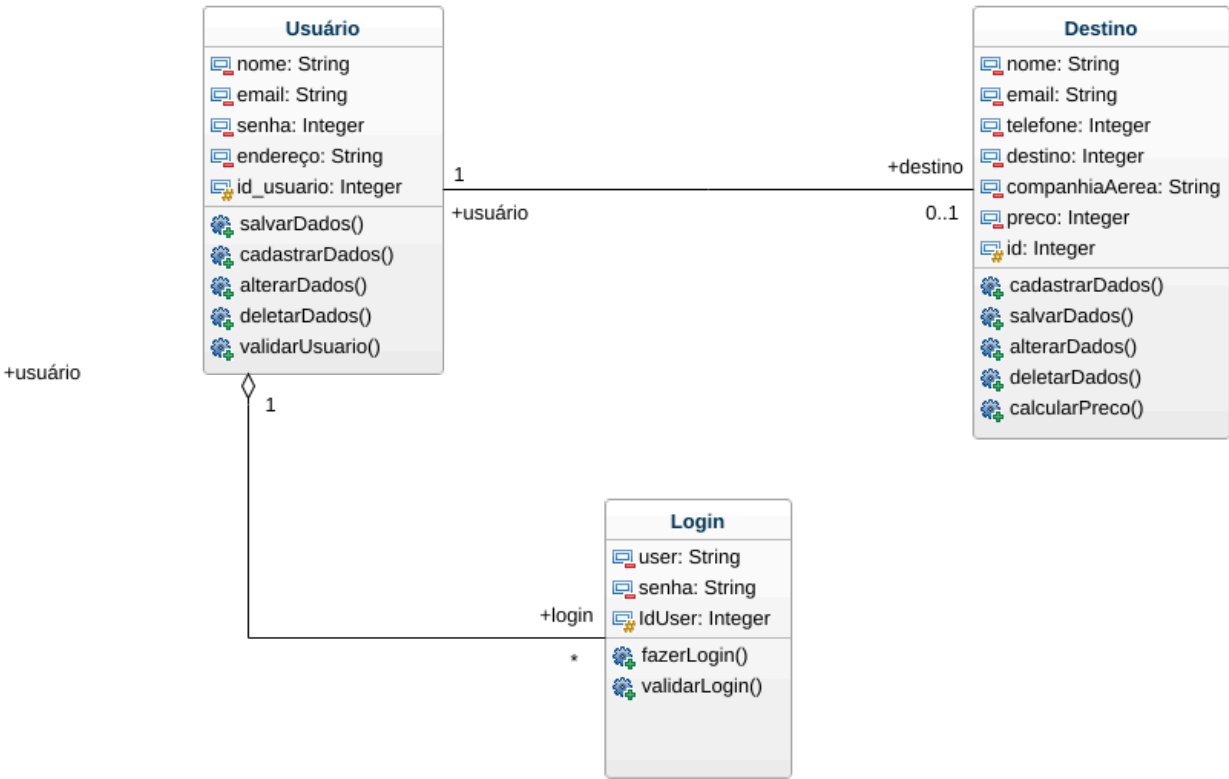 Usuário
nome: String
email: String
senha: Integer
endereço: String
id_usuario: Integer
salvarDados()
cadastrarDados()
alterarDados()
deletarDados()
validarUsuario()
1
+usuário
+destino
0..1
Destino
nome: String
email: String
telefone: Integer
destino: Integer
companhiaAerea: String
preco: Integer
id: Integer
cadastrarDados()
salvarDados()
alterarDados()
deletarDados()
calcularPreco()
+usuário
1
+login
*
Login
user: String
senha: String
IdUser: Integer
fazerLogin()
validarLogin()